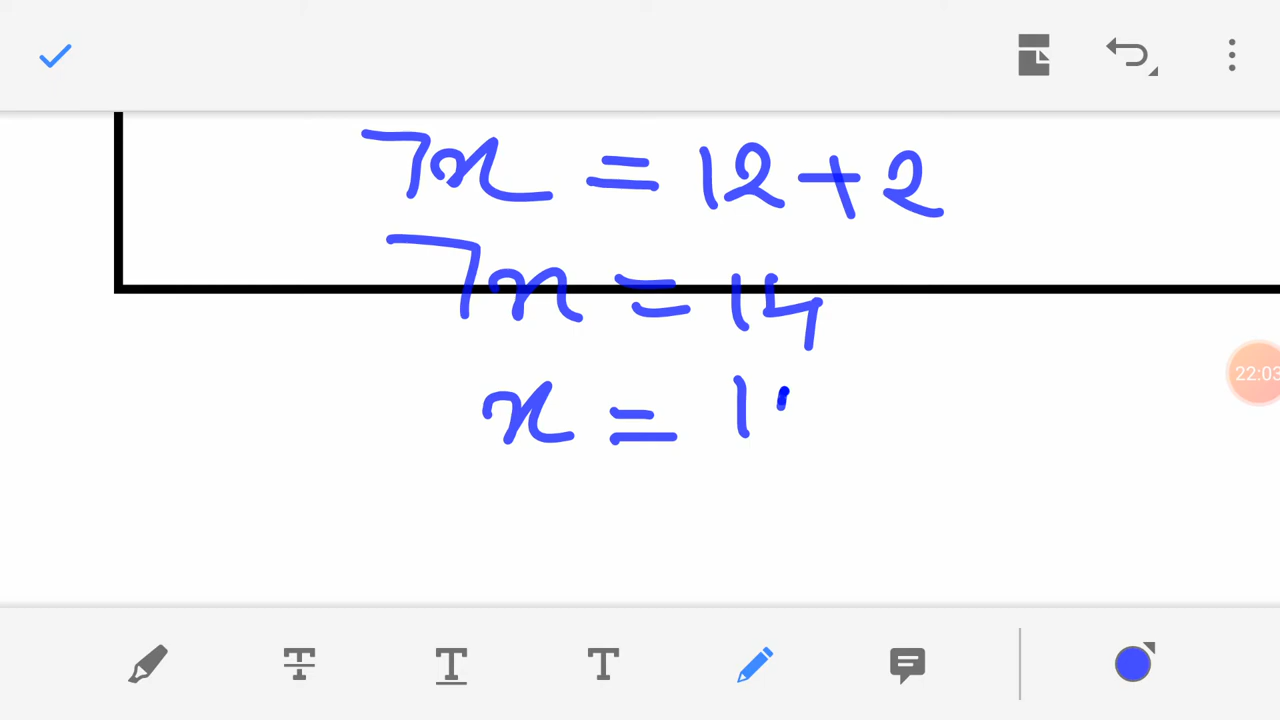 7x = 12 + 2
7x = 14
x = 1
22:03